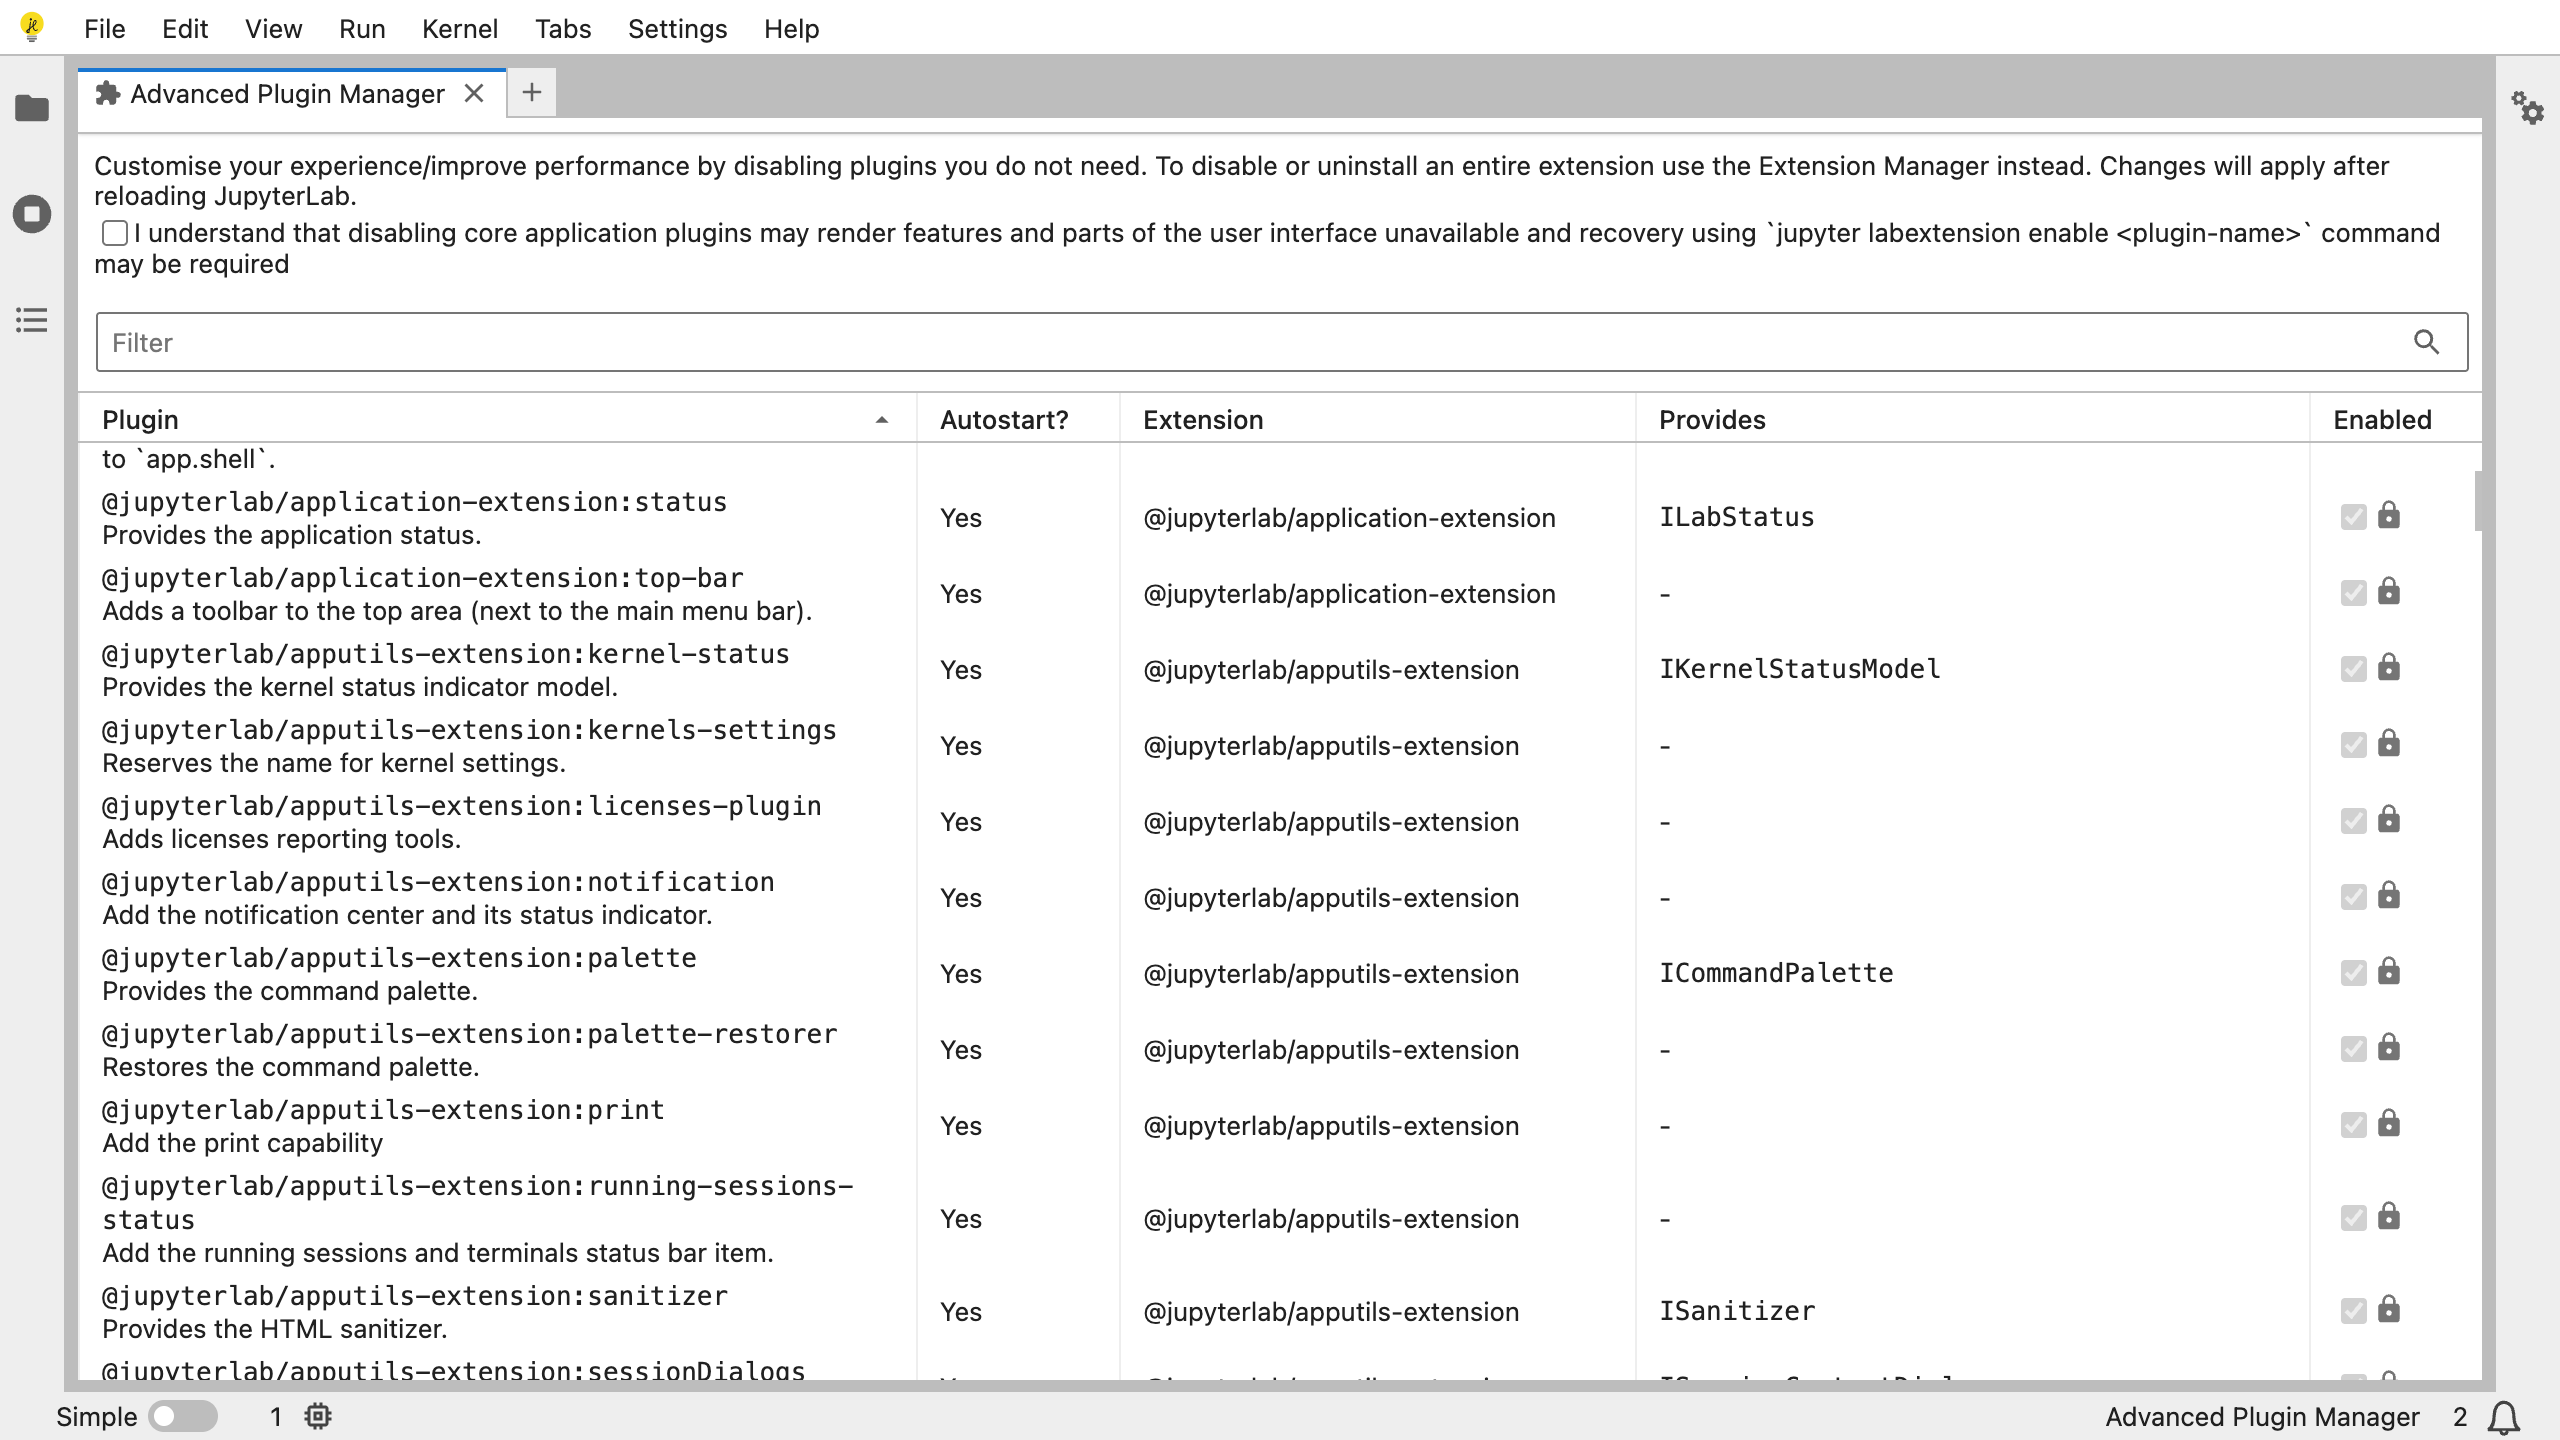 File Edit View Run Kernel Tabs Settings Help
Advanced Plugin Manager
Customise your experience/improve performance by disabling plugins you do not need. To disable or uninstall an entire extension use the Extension Manager instead. Changes will apply after
reloading JupyterLab.
I understand that disabling core application plugins may render features and parts of the user interface unavailable and recovery using `jupyter labextension enable <plugin-name>` command
may be required
Filter
Plugin Autostart? Extension Provides Enabled
to `app.shell`.
@jupyterlab/application-extension:status
Provides the application status.
Yes @jupyterlab/application-extension ILabStatus
@jupyterlab/application-extension:top-bar
Adds a toolbar to the top area (next to the main menu bar).
Yes @jupyterlab/application-extension -
@jupyterlab/apputils-extension:kernel-status
Provides the kernel status indicator model.
Yes @jupyterlab/apputils-extension IKernelStatusModel
@jupyterlab/apputils-extension:kernels-settings
Reserves the name for kernel settings.
Yes @jupyterlab/apputils-extension -
@jupyterlab/apputils-extension:licenses-plugin
Adds licenses reporting tools.
Yes @jupyterlab/apputils-extension -
@jupyterlab/apputils-extension:notification
Add the notification center and its status indicator.
Yes @jupyterlab/apputils-extension -
@jupyterlab/apputils-extension:palette
Provides the command palette.
Yes @jupyterlab/apputils-extension ICommandPalette
@jupyterlab/apputils-extension:palette-restorer
Restores the command palette.
Yes @jupyterlab/apputils-extension -
@jupyterlab/apputils-extension:print
Add the print capability
Yes @jupyterlab/apputils-extension -
@jupyterlab/apputils-extension:running-sessions-
status
Add the running sessions and terminals status bar item.
Yes @jupyterlab/apputils-extension -
@jupyterlab/apputils-extension:sanitizer
Provides the HTML sanitizer.
Yes @jupyterlab/apputils-extension ISanitizer
@jupyterlab/apputils-extension:sessionDialogs
Simple 1 Advanced Plugin Manager 2